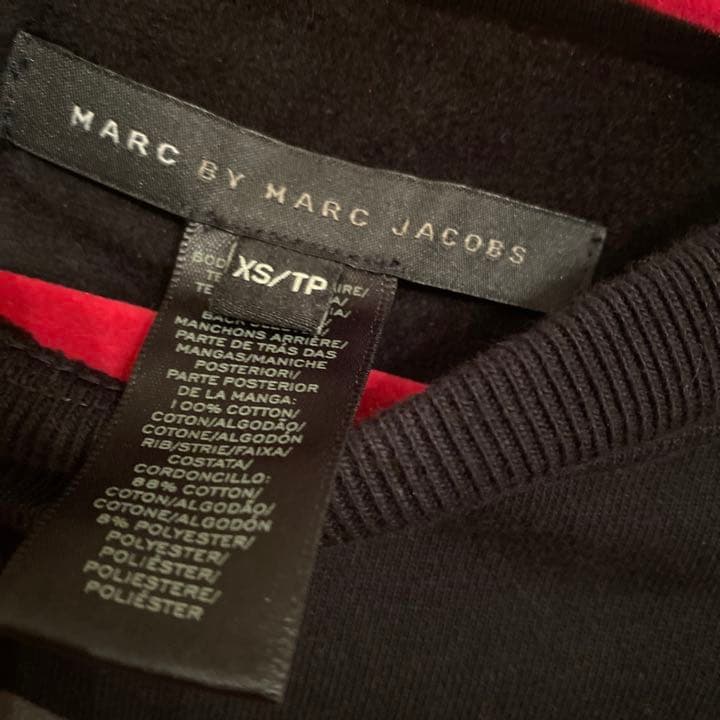 MARC BY MARC JACOBS
XS/TP
MANCHONS ARRIÈRE/
PARTE DE TRÁS DAS
MANGAS/MANICHE
POSTERIORI/
PARTE POSTERIOR
DE LA MANGA:
100% COTTON/
COTON/ALGODÃO/
COTONE/ALGODÓN
RIB/STRIE/FAIXA/
COSTATA/
CORDONCILLO:
88% COTTON/
COTON/ALGODÃO/
COTONE/ALGODÓN
8% POLYESTER/
POLYESTER/
POLIÉSTER/
POLIESTERE/
POLIÉSTER